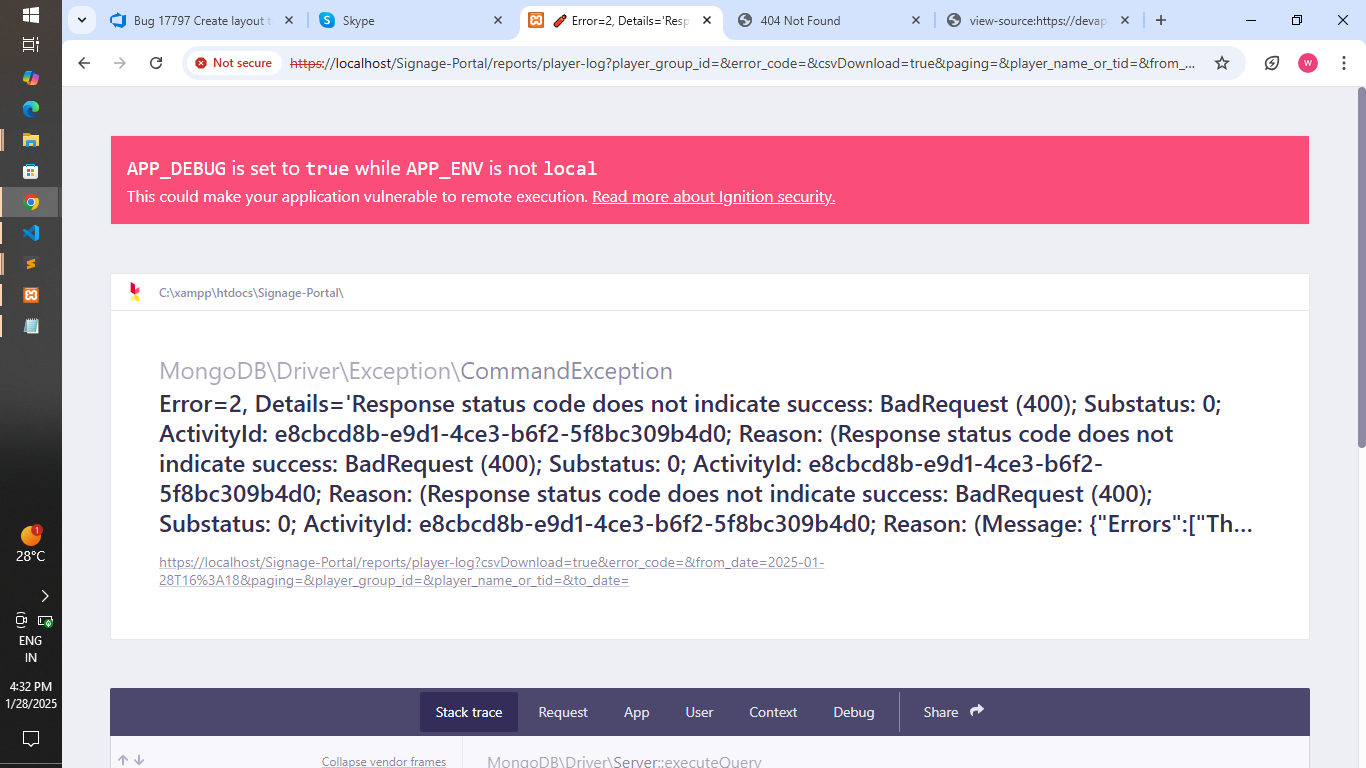 Bug 17797 Create layout t
Skype
Error=2, Details='Resp
404 Not Found
view-source:https://devap
Not secure
https://localhost/Signage-Portal/reports/player-log?player_group_id=&error_code=&csvDownload=true&paging=&player_name_or_tid=&from_...
W
APP_DEBUG is set to true while APP_ENV is not local
This could make your application vulnerable to remote execution. Read more about Ignition security.
C:\xampp\htdocs\Signage-Portal\
MongoDB\Driver\Exception\CommandException
Error=2, Details='Response status code does not indicate success: BadRequest (400); Substatus: 0;
ActivityId: e8cbcd8b-e9d1-4ce3-b6f2-5f8bc309b4d0; Reason: (Response status code does not
indicate success: BadRequest (400); Substatus: 0; ActivityId: e8cbcd8b-e9d1-4ce3-b6f2-
5f8bc309b4d0; Reason: (Response status code does not indicate success: BadRequest (400);
Substatus: 0; ActivityId: e8cbcd8b-e9d1-4ce3-b6f2-5f8bc309b4d0; Reason: (Message: {"Errors":["Th...
https://localhost/Signage-Portal/reports/player-log?csvDownload=true&error_code=&from_date=2025-01-
28T16%3A18&paging=&player_group_id=&player_name_or_tid=&to_date=
Stack trace
Request
App
User
Context
Debug
Share
Collapse vendor frames
MongoDB\Driver\Server::executeQuery
1
28°C
ENG
IN
4:32 PM
1/28/2025